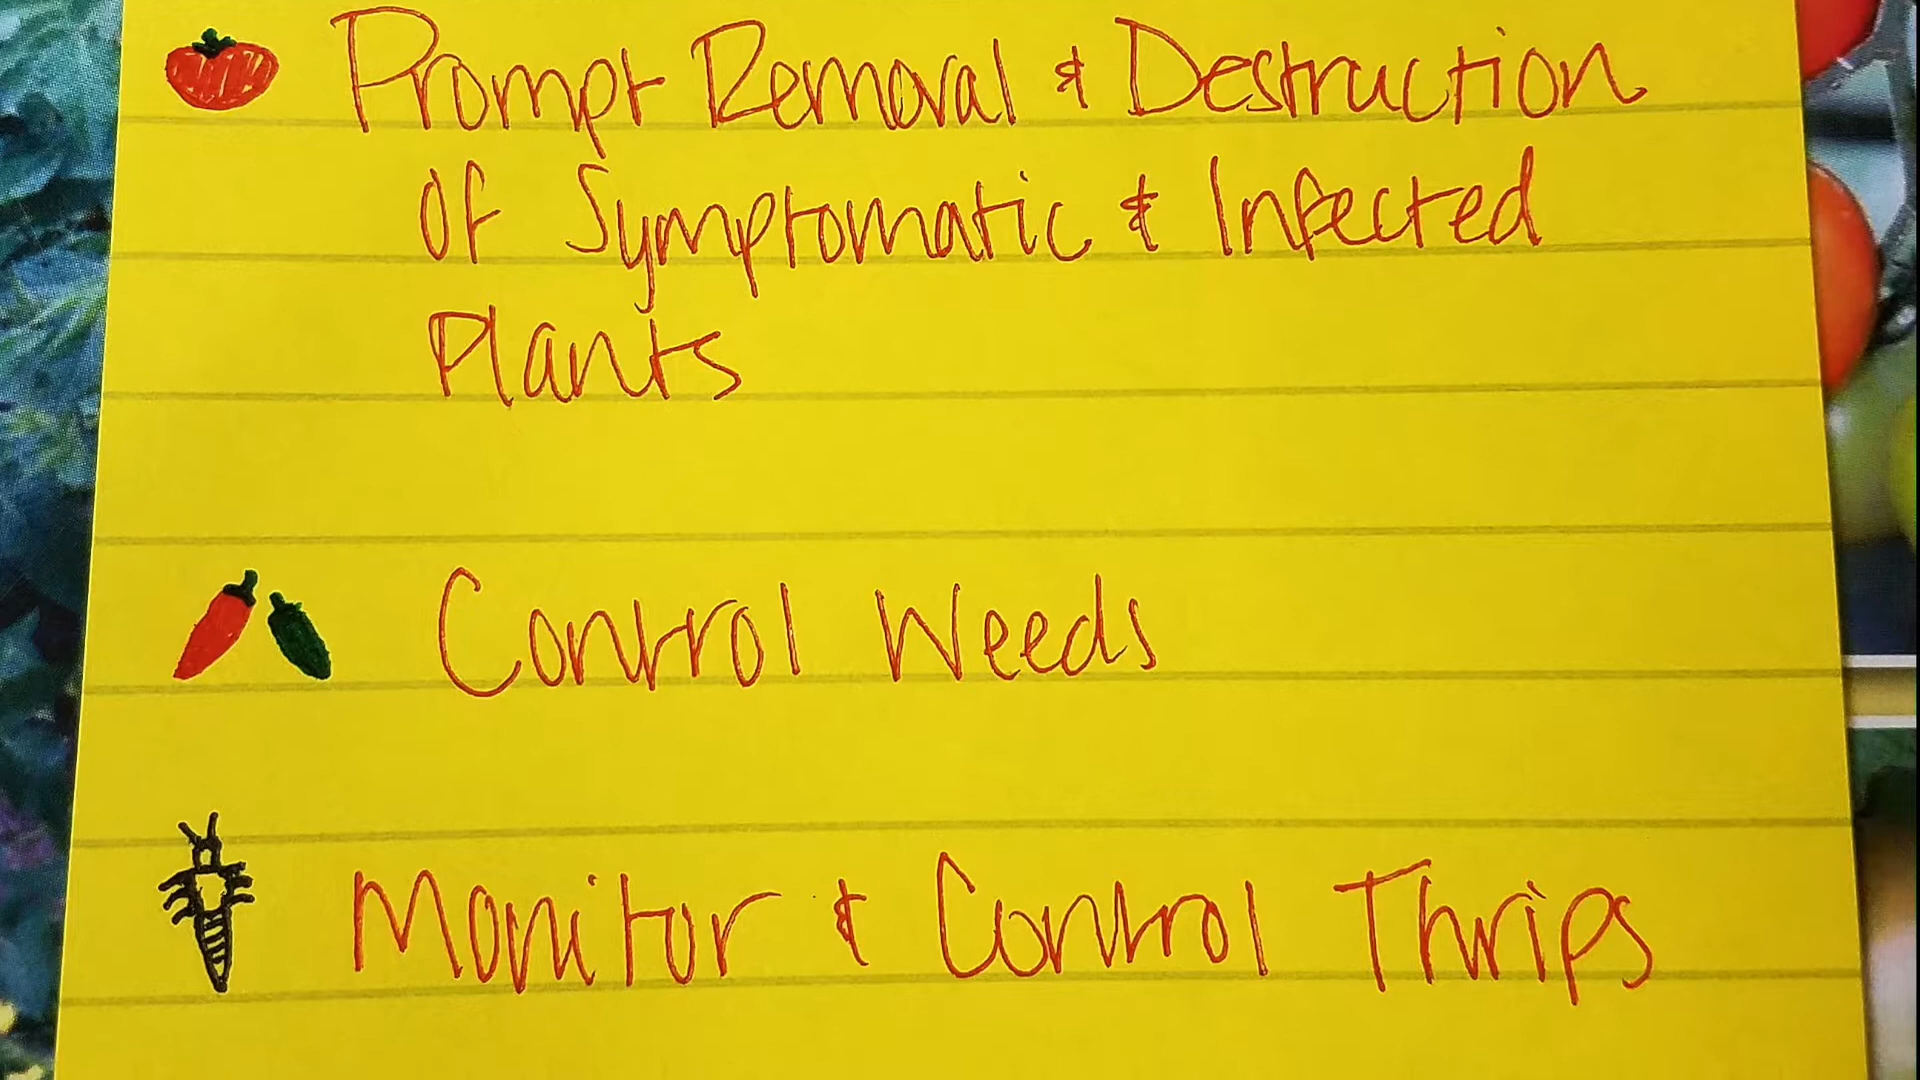 Prompt Removal & Destruction
Of Symptomatic & Infected
Plants
Control Weeds
Monitor & Control Thrips